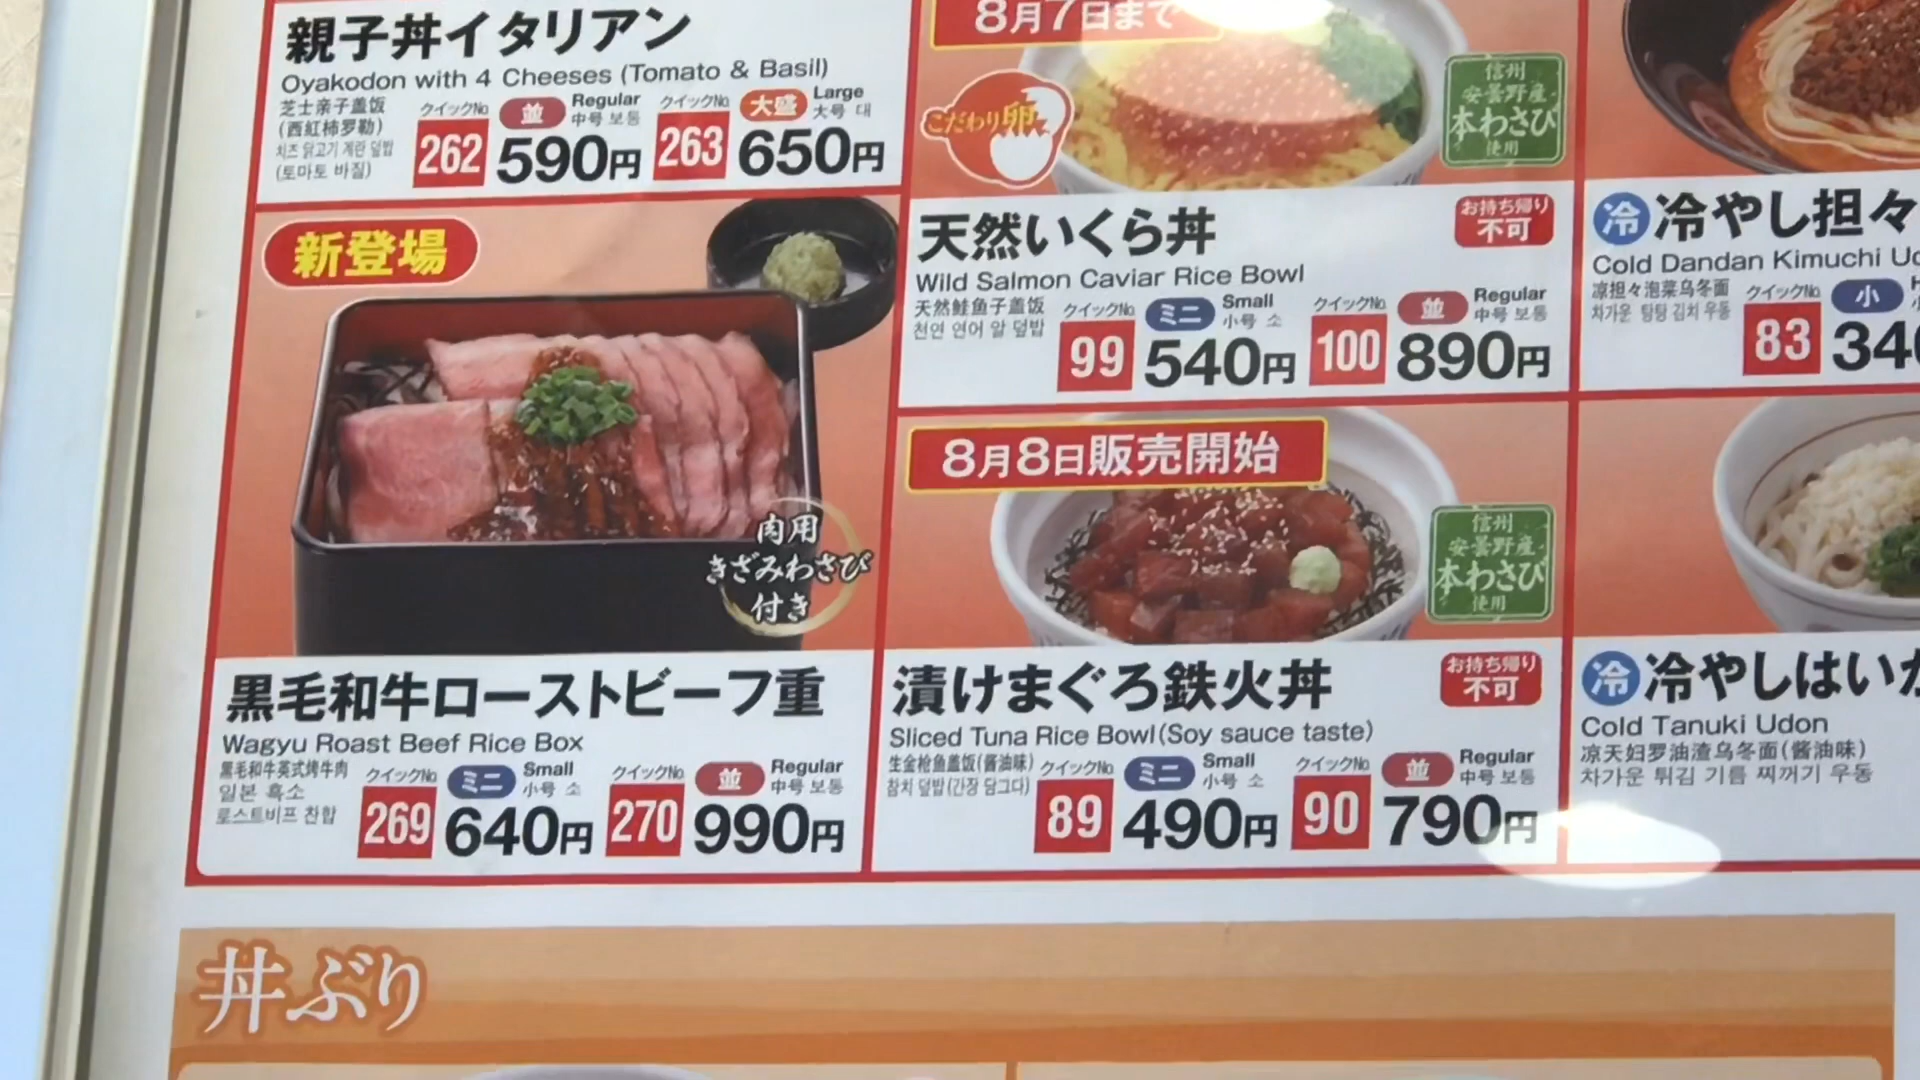 親子丼イタリアン
Oyakodon with 4 Cheeses (Tomato & Basil)
芝士亲子盖饭
(西紅柿罗勒)
치즈 닭고기 계란 덮밥
(토마토 바질)
クイックNo 262 並 Regular 中号 보통 590円
クイックNo 263 大盛 Large 大号 대 650円
新登場
肉用
きざみわさび
付き
黒毛和牛ローストビーフ重
Wagyu Roast Beef Rice Box
黑毛和牛英式烤牛肉
일본 흑소
로스트비프 찬합
クイックNo 269 ミニ Small 小号 소 640円
クイックNo 270 並 Regular 中号 보통 990円
8月7日まで
こだわり卵
信州
安曇野産
本わさび
使用
天然いくら丼
お持ち帰り
不可
Wild Salmon Caviar Rice Bowl
天然鲑鱼子盖饭
천연 연어 알 덮밥
クイックNo 99 ミニ Small 小号 소 540円
クイックNo 100 並 Regular 中号 보통 890円
8月8日販売開始
信州
安曇野産
本わさび
使用
漬けまぐろ鉄火丼
お持ち帰り
不可
Sliced Tuna Rice Bowl(Soy sauce taste)
生金枪鱼盖饭(酱油味)
참치 덮밥(간장 담그다)
クイックNo 89 ミニ Small 小号 소 490円
クイックNo 90 並 Regular 中号 보통 790円
冷 冷やし担々
Cold Dandan Kimuchi
凉担々泡菜乌冬面
차가운 탕탕 김치 우동
クイックNo 83 小 34
冷 冷やしはいか
Cold Tanuki Udon
凉天妇罗油渣乌冬面(酱油味)
차가운 튀김 기름 찌꺼기 우동
丼ぶり